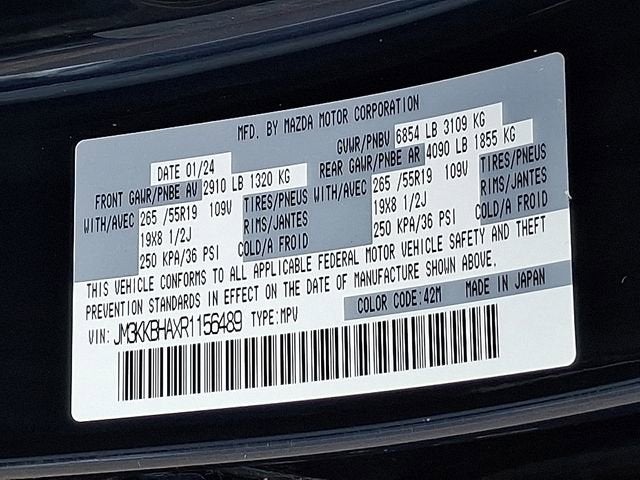 MFD. BY MAZDA MOTOR CORPORATION
DATE 01/24 GVWR/PNBV 6854 LB 3109 KG
FRONT GAWR/PNBE AV 2910 LB 1320 KG REAR GAWR/PNBE AR 4090 LB 1855 KG
WITH/AVEC 265 /55R19 109V TIRES/PNEUS WITH/AVEC 265 /55R19 109V TIRES/PNEUS
19X8 1/2J RIMS/JANTES 19X8 1/2J RIMS/JANTES
250 KPA/36 PSI COLD/A FROID 250 KPA/36 PSI COLD/A FROID
THIS VEHICLE CONFORMS TO ALL APPLICABLE FEDERAL MOTOR VEHICLE SAFETY AND THEFT
PREVENTION STANDARDS IN EFFECT ON THE DATE OF MANUFACTURE SHOWN ABOVE.
VIN: JM3KKBHAXR1156489 TYPE:MPV COLOR CODE:42M MADE IN JAPAN